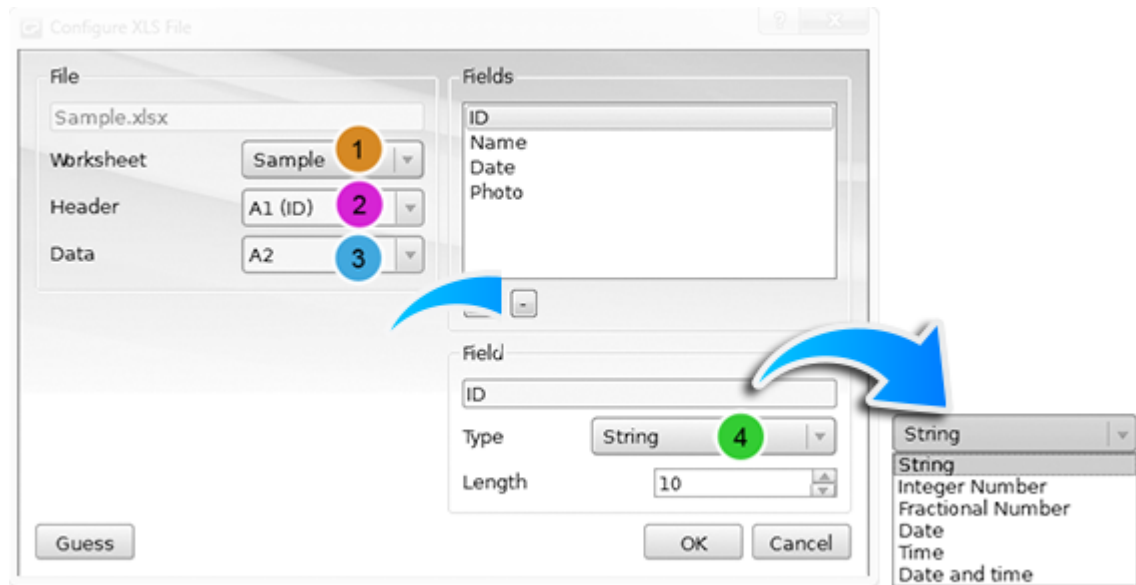 Configure XLS File
File
Sample.xlsx
Worksheet
Sample
1
Header
A1 (ID)
2
Data
A2
3
Fields
ID
Name
Date
Photo
-
Field
ID
Type
String
4
Length
10
Guess
OK
Cancel
String
String
Integer Number
Fractional Number
Date
Time
Date and time